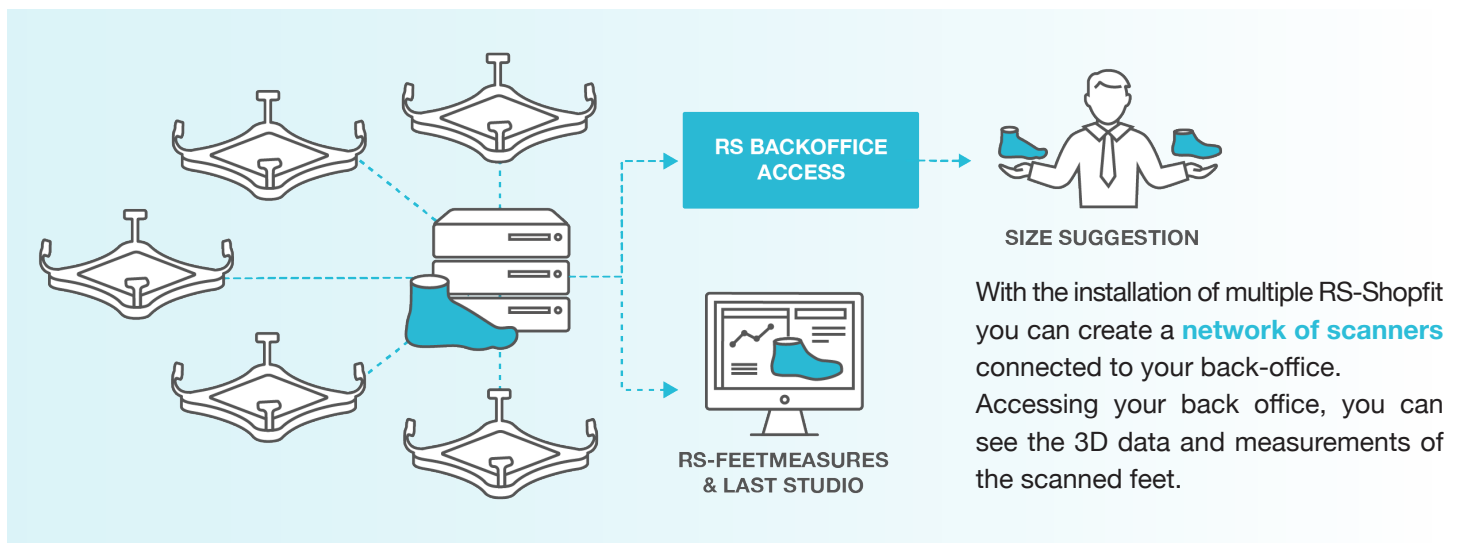 RS BACKOFFICE
ACCESS
SIZE SUGGESTION
RS-FEETMEASURES
& LAST STUDIO
With the installation of multiple RS-Shopfit
you can create a network of scanners
connected to your back-office.
Accessing your back office, you can
see the 3D data and measurements of
the scanned feet.